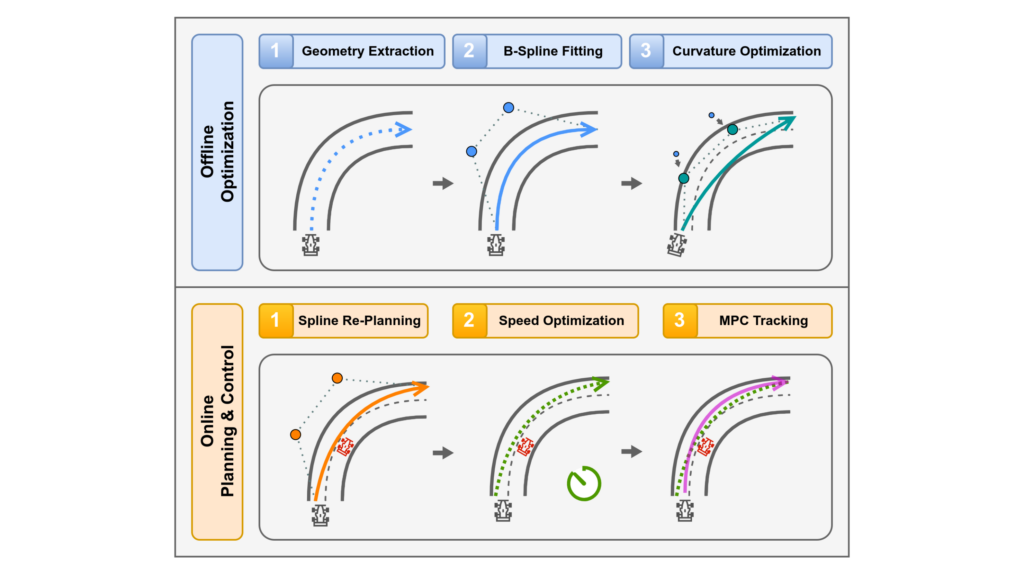 Offline
Optimization
1 Geometry Extraction
2 B-Spline Fitting
3 Curvature Optimization
Online
Planning & Control
1 Spline Re-Planning
2 Speed Optimization
3 MPC Tracking